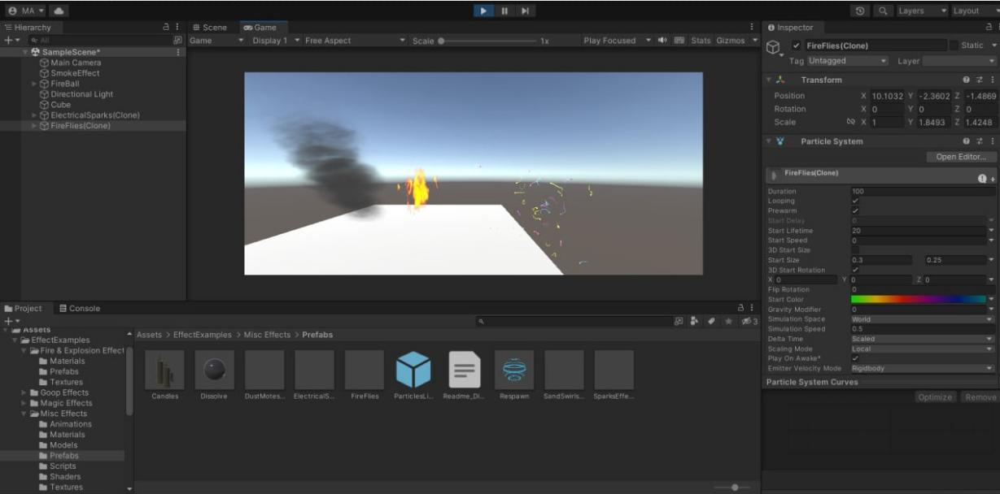 MA
Layers
Layout
Hierarchy
All
SampleScene*
Main Camera
SmokeEffect
FireBall
Directional Light
Cube
ElectricalSparks(Clone)
FireFlies(Clone)
Scene
Game
Game
Display 1
Free Aspect
Scale
1x
Play Focused
Stats
Gizmos
Inspector
FireFlies(Clone)
Static
Tag Untagged
Layer
Transform
Position X 10.1032 Y -2.3602 Z -1.4869
Rotation X 0 Y 0 Z 0
Scale X 1 Y 1.8493 Z 1.4248
Particle System
Open Editor...
FireFlies(Clone)
Duration 100
Looping
Prewarm
Start Delay 0
Start Lifetime 20
Start Speed 0
3D Start Size
Start Size 0.3 0.25
3D Start Rotation
X 0 Y 0 Z 0
Flip Rotation 0
Start Color
Gravity Modifier 0
Simulation Space World
Simulation Speed 0.5
Delta Time Scaled
Scaling Mode Local
Play On Awake*
Emitter Velocity Mode Rigidbody
Particle System Curves
Optimize Remove
Project
Console
3
Assets
EffectExamples
Fire & Explosion Effect
Materials
Prefabs
Textures
Goop Effects
Magic Effects
Misc Effects
Animations
Materials
Models
Prefabs
Scripts
Shaders
Textures
Assets > EffectExamples > Misc Effects > Prefabs
Candles
Dissolve
DustMotes...
ElectricalS...
FireFlies
ParticlesLi...
Readme_Di...
Respawn
SandSwirls...
SparksEffe...